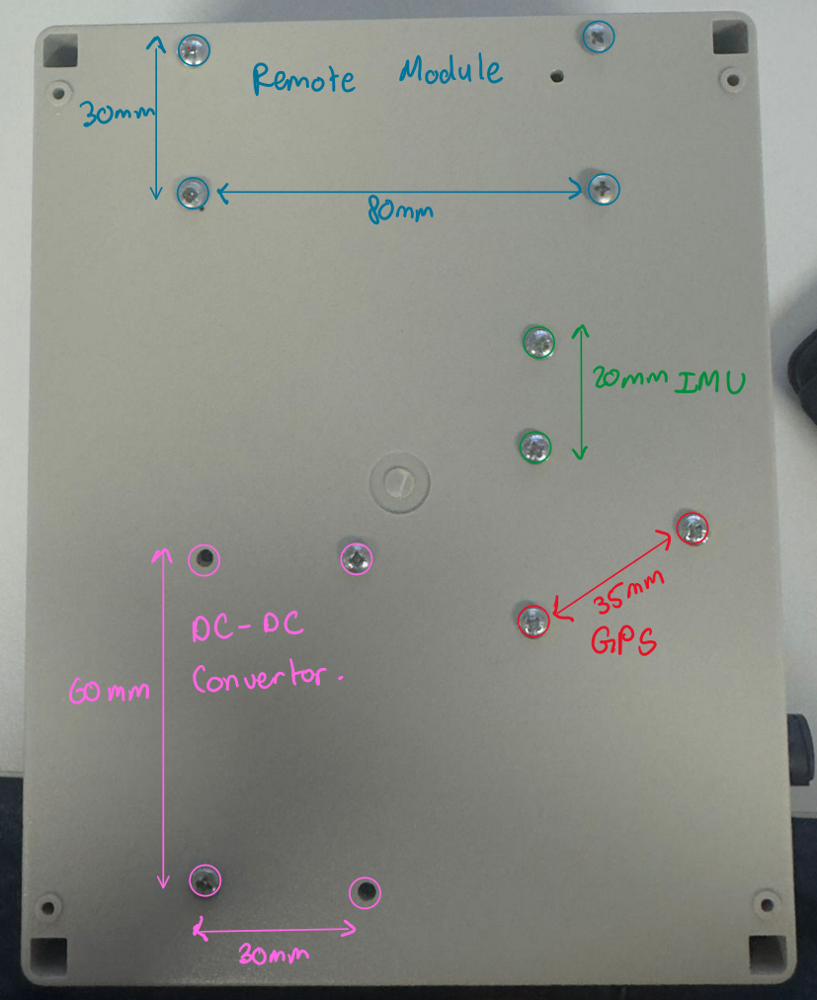 Remote Module
30mm
80mm
20mm IMU
35mm
GPS
DC-DC
Convertor.
60mm
30mm